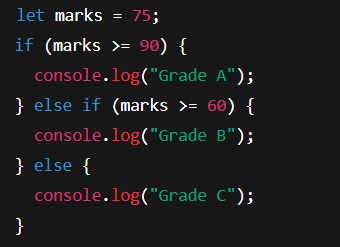 let marks = 75;
if (marks >= 90) {
  console.log("Grade A");
} else if (marks >= 60) {
  console.log("Grade B");
} else {
  console.log("Grade C");
}